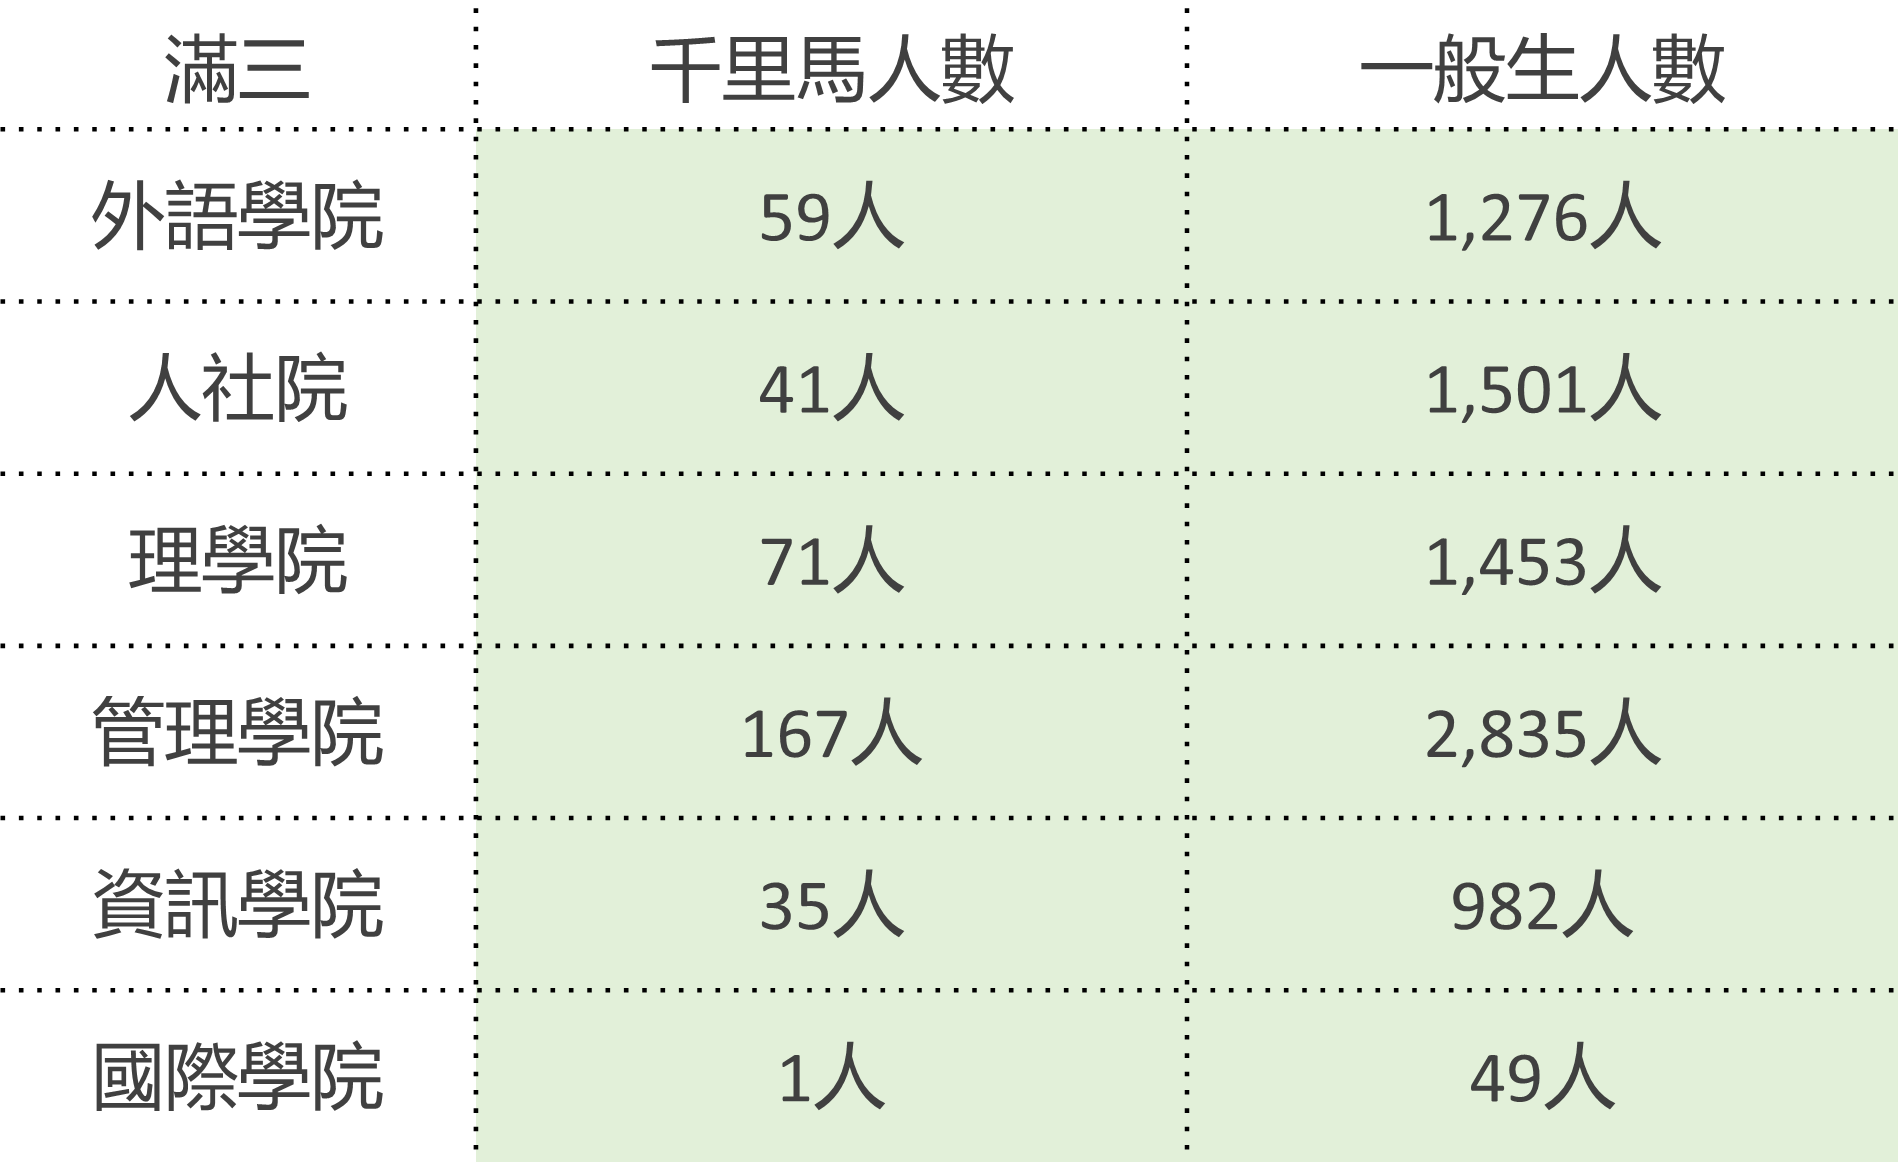 滿三 千里馬人數 一般生人數
外語學院 59人 1,276人
人社院 41人 1,501人
理學院 71人 1,453人
管理學院 167人 2,835人
資訊學院 35人 982人
國際學院 1人 49人